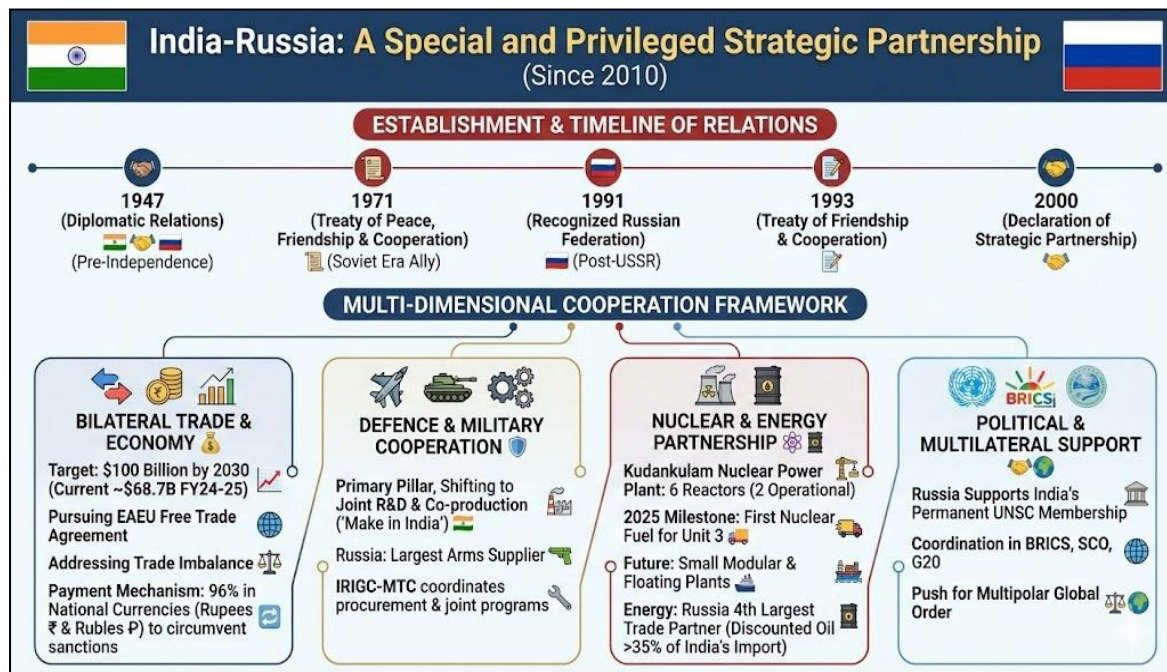 India-Russia: A Special and Privileged Strategic Partnership
(Since 2010)
ESTABLISHMENT & TIMELINE OF RELATIONS
1947
(Diplomatic Relations)
(Pre-Independence)
1971
(Treaty of Peace,
Friendship & Cooperation)
(Soviet Era Ally)
1991
(Recognized Russian
Federation)
(Post-USSR)
1993
(Treaty of Friendship
& Cooperation)
2000
(Declaration of
Strategic Partnership)
MULTI-DIMENSIONAL COOPERATION FRAMEWORK
BILATERAL TRADE &
ECONOMY
Target: $100 Billion by 2030
(Current ~$68.7B FY24-25)
Pursuing EAEU Free Trade
Agreement
Addressing Trade Imbalance
Payment Mechanism: 96% in
National Currencies (Rupees
₹ & Rubles ₽) to circumvent
sanctions
DEFENCE & MILITARY
COOPERATION
Primary Pillar, Shifting to
Joint R&D & Co-production
('Make in India')
Russia: Largest Arms Supplier
IRIGC-MTC coordinates
procurement & joint programs
NUCLEAR & ENERGY
PARTNERSHIP
Kudankulam Nuclear Power
Plant: 6 Reactors (2 Operational)
2025 Milestone: First Nuclear
Fuel for Unit 3
Future: Small Modular &
Floating Plants
Energy: Russia 4th Largest
Trade Partner (Discounted Oil
>35% of India's Import)
BRICS
POLITICAL &
MULTILATERAL SUPPORT
Russia Supports India's
Permanent UNSC Membership
Coordination in BRICS, SCO,
G20
Push for Multipolar Global
Order